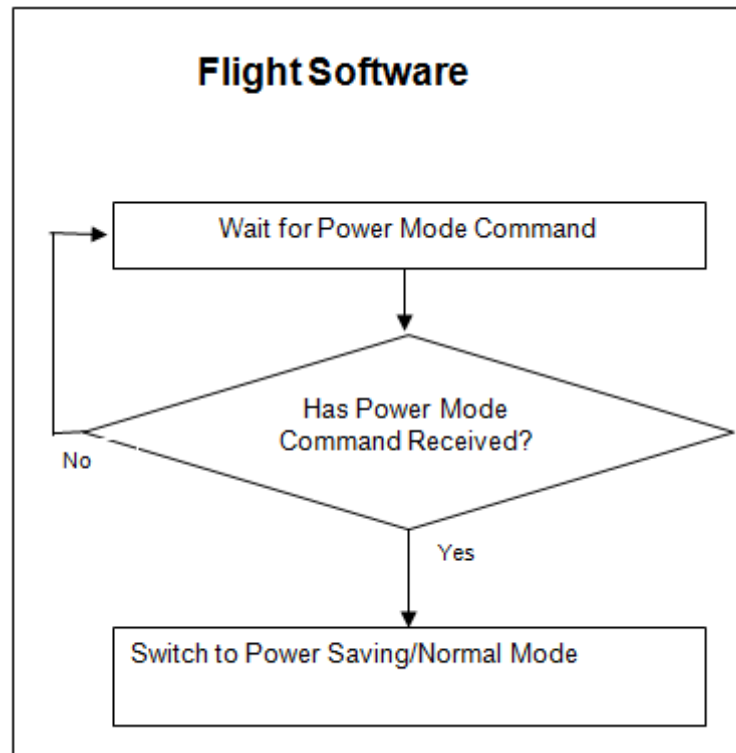 Flight Software
Wait for Power Mode Command
Has Power Mode
Command Received?
No
Yes
Switch to Power Saving/Normal Mode